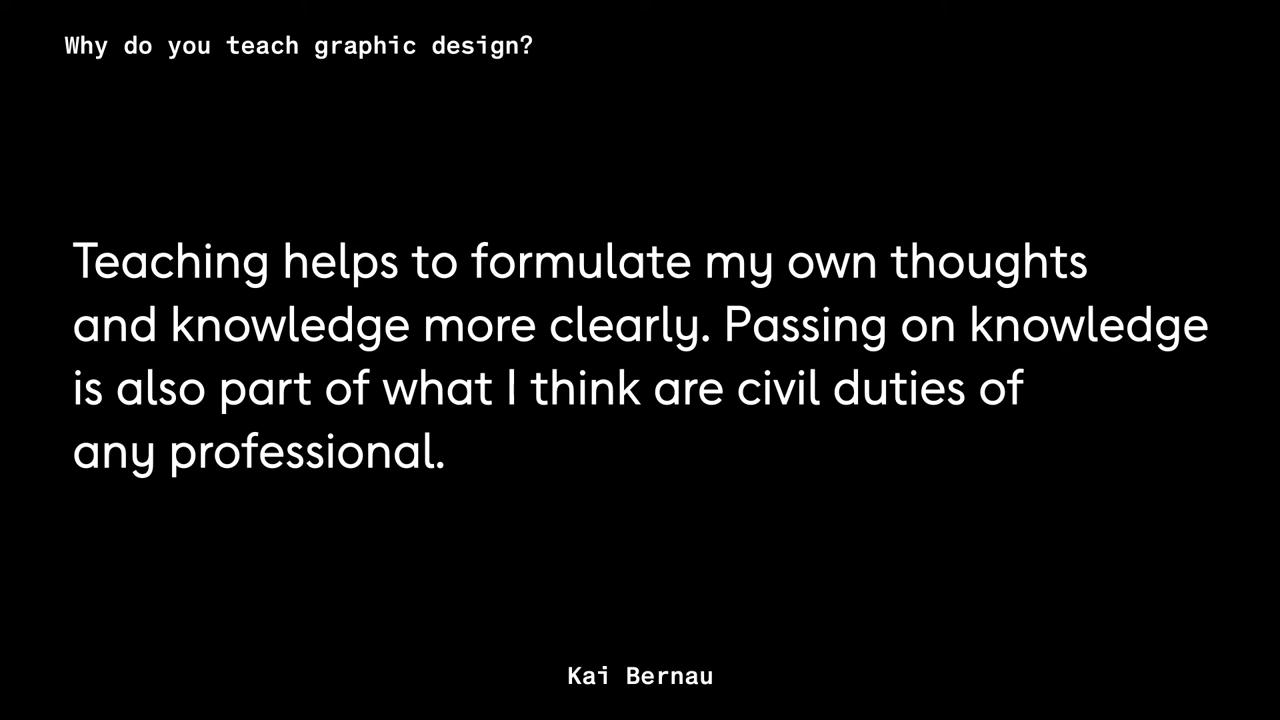 Why do you teach graphic design?
Teaching helps to formulate my own thoughts
and knowledge more clearly. Passing on knowledge
is also part of what I think are civil duties of
any professional.
Kai Bernau